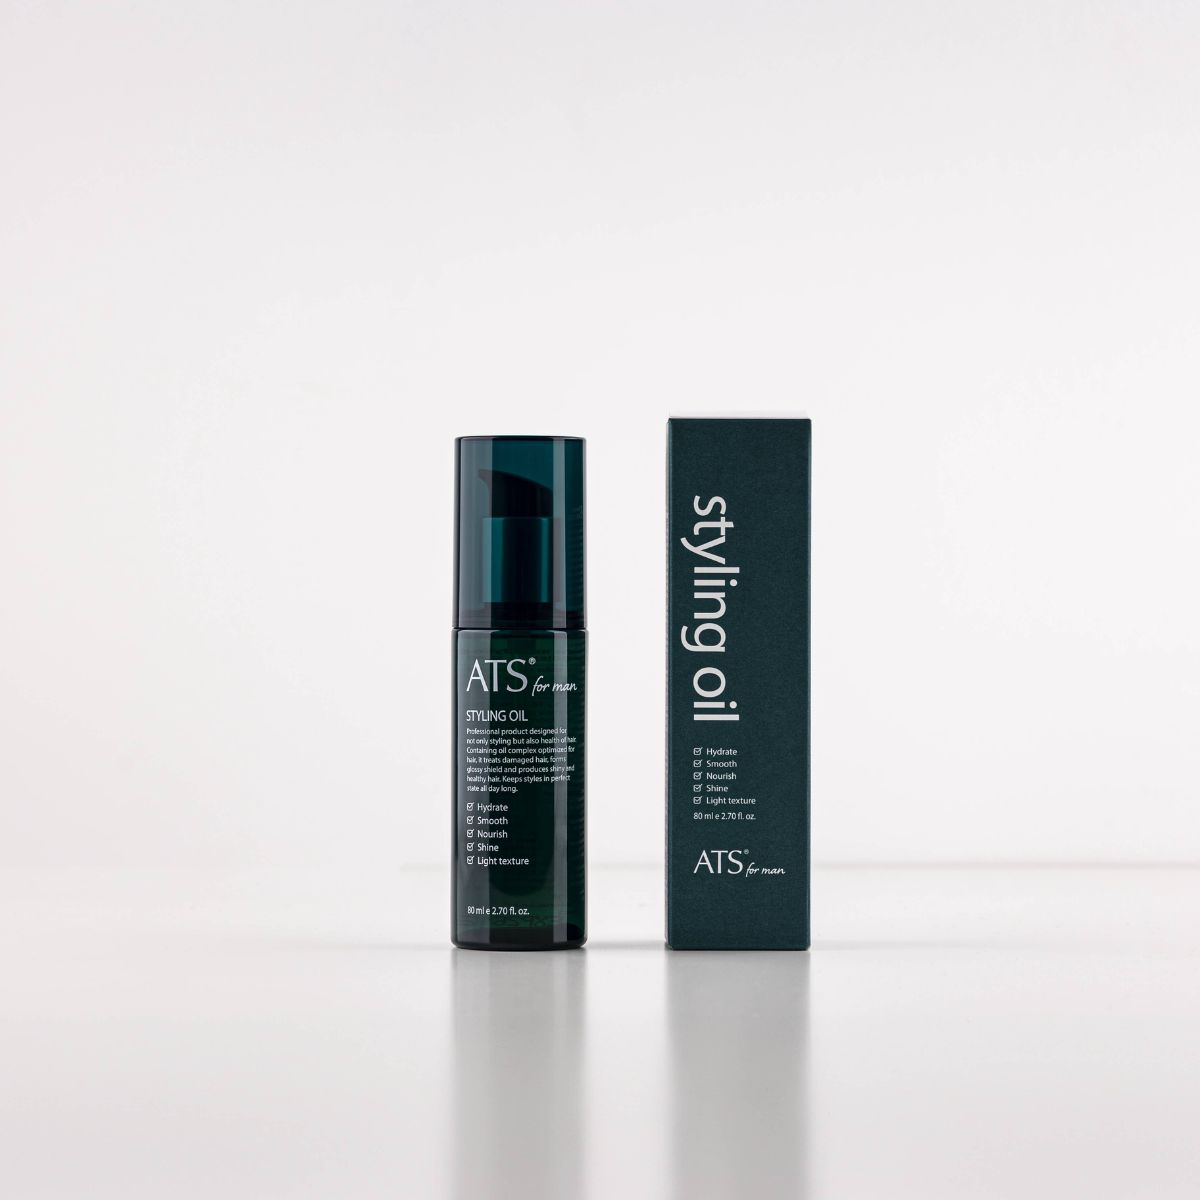 ATS® for man
STYLING OIL
Professional product designed for
not only styling but also health of hair.
Containing oil complex optimized for
hair, it treats damaged hair, forms
glossy shield and produces shiny and
healthy hair. Keeps styles in perfect
state all day long.
Hydrate
Smooth
Nourish
Shine
Light texture
80 ml e 2.70 fl. oz.
styling oil
Hydrate
Smooth
Nourish
Shine
Light texture
80 ml e 2.70 fl. oz.
ATS® for man